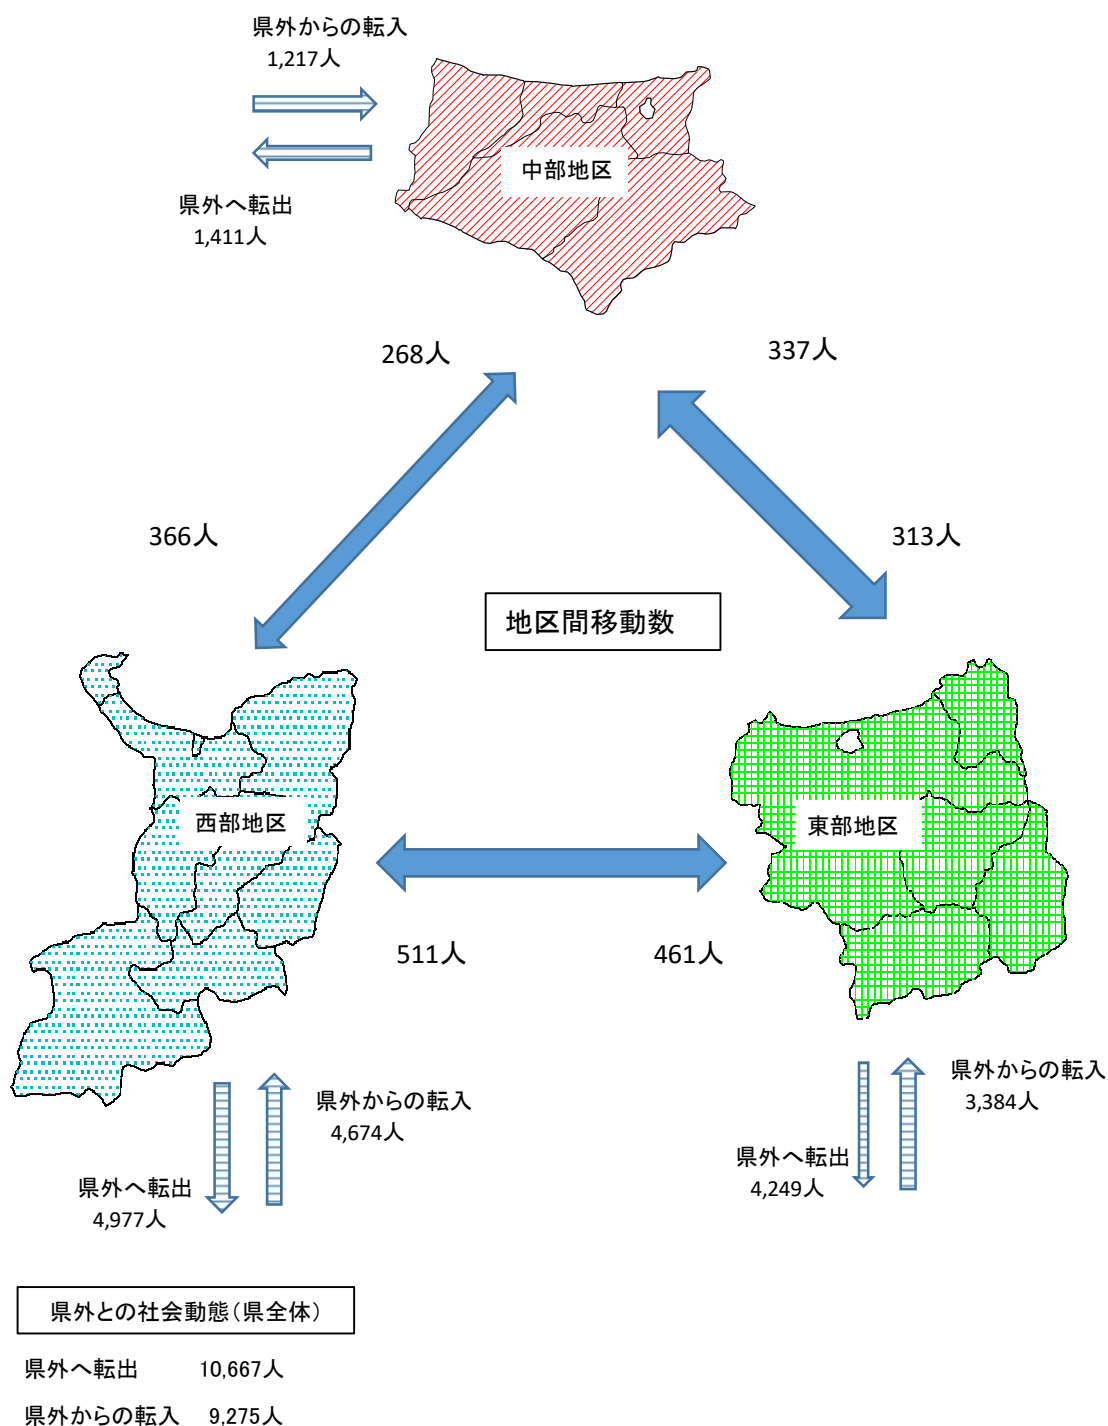 県外からの転入
1,217人
中部地区
県外へ転出
1,411人
268人
337人
366人
313人
地区間移動数
西部地区
東部地区
511人
461人
県外からの転入
4,674人
県外へ転出
4,977人
県外からの転入
3,384人
県外へ転出
4,249人
県外との社会動態(県全体)
県外へ転出 10,667人
県外からの転入 9,275人